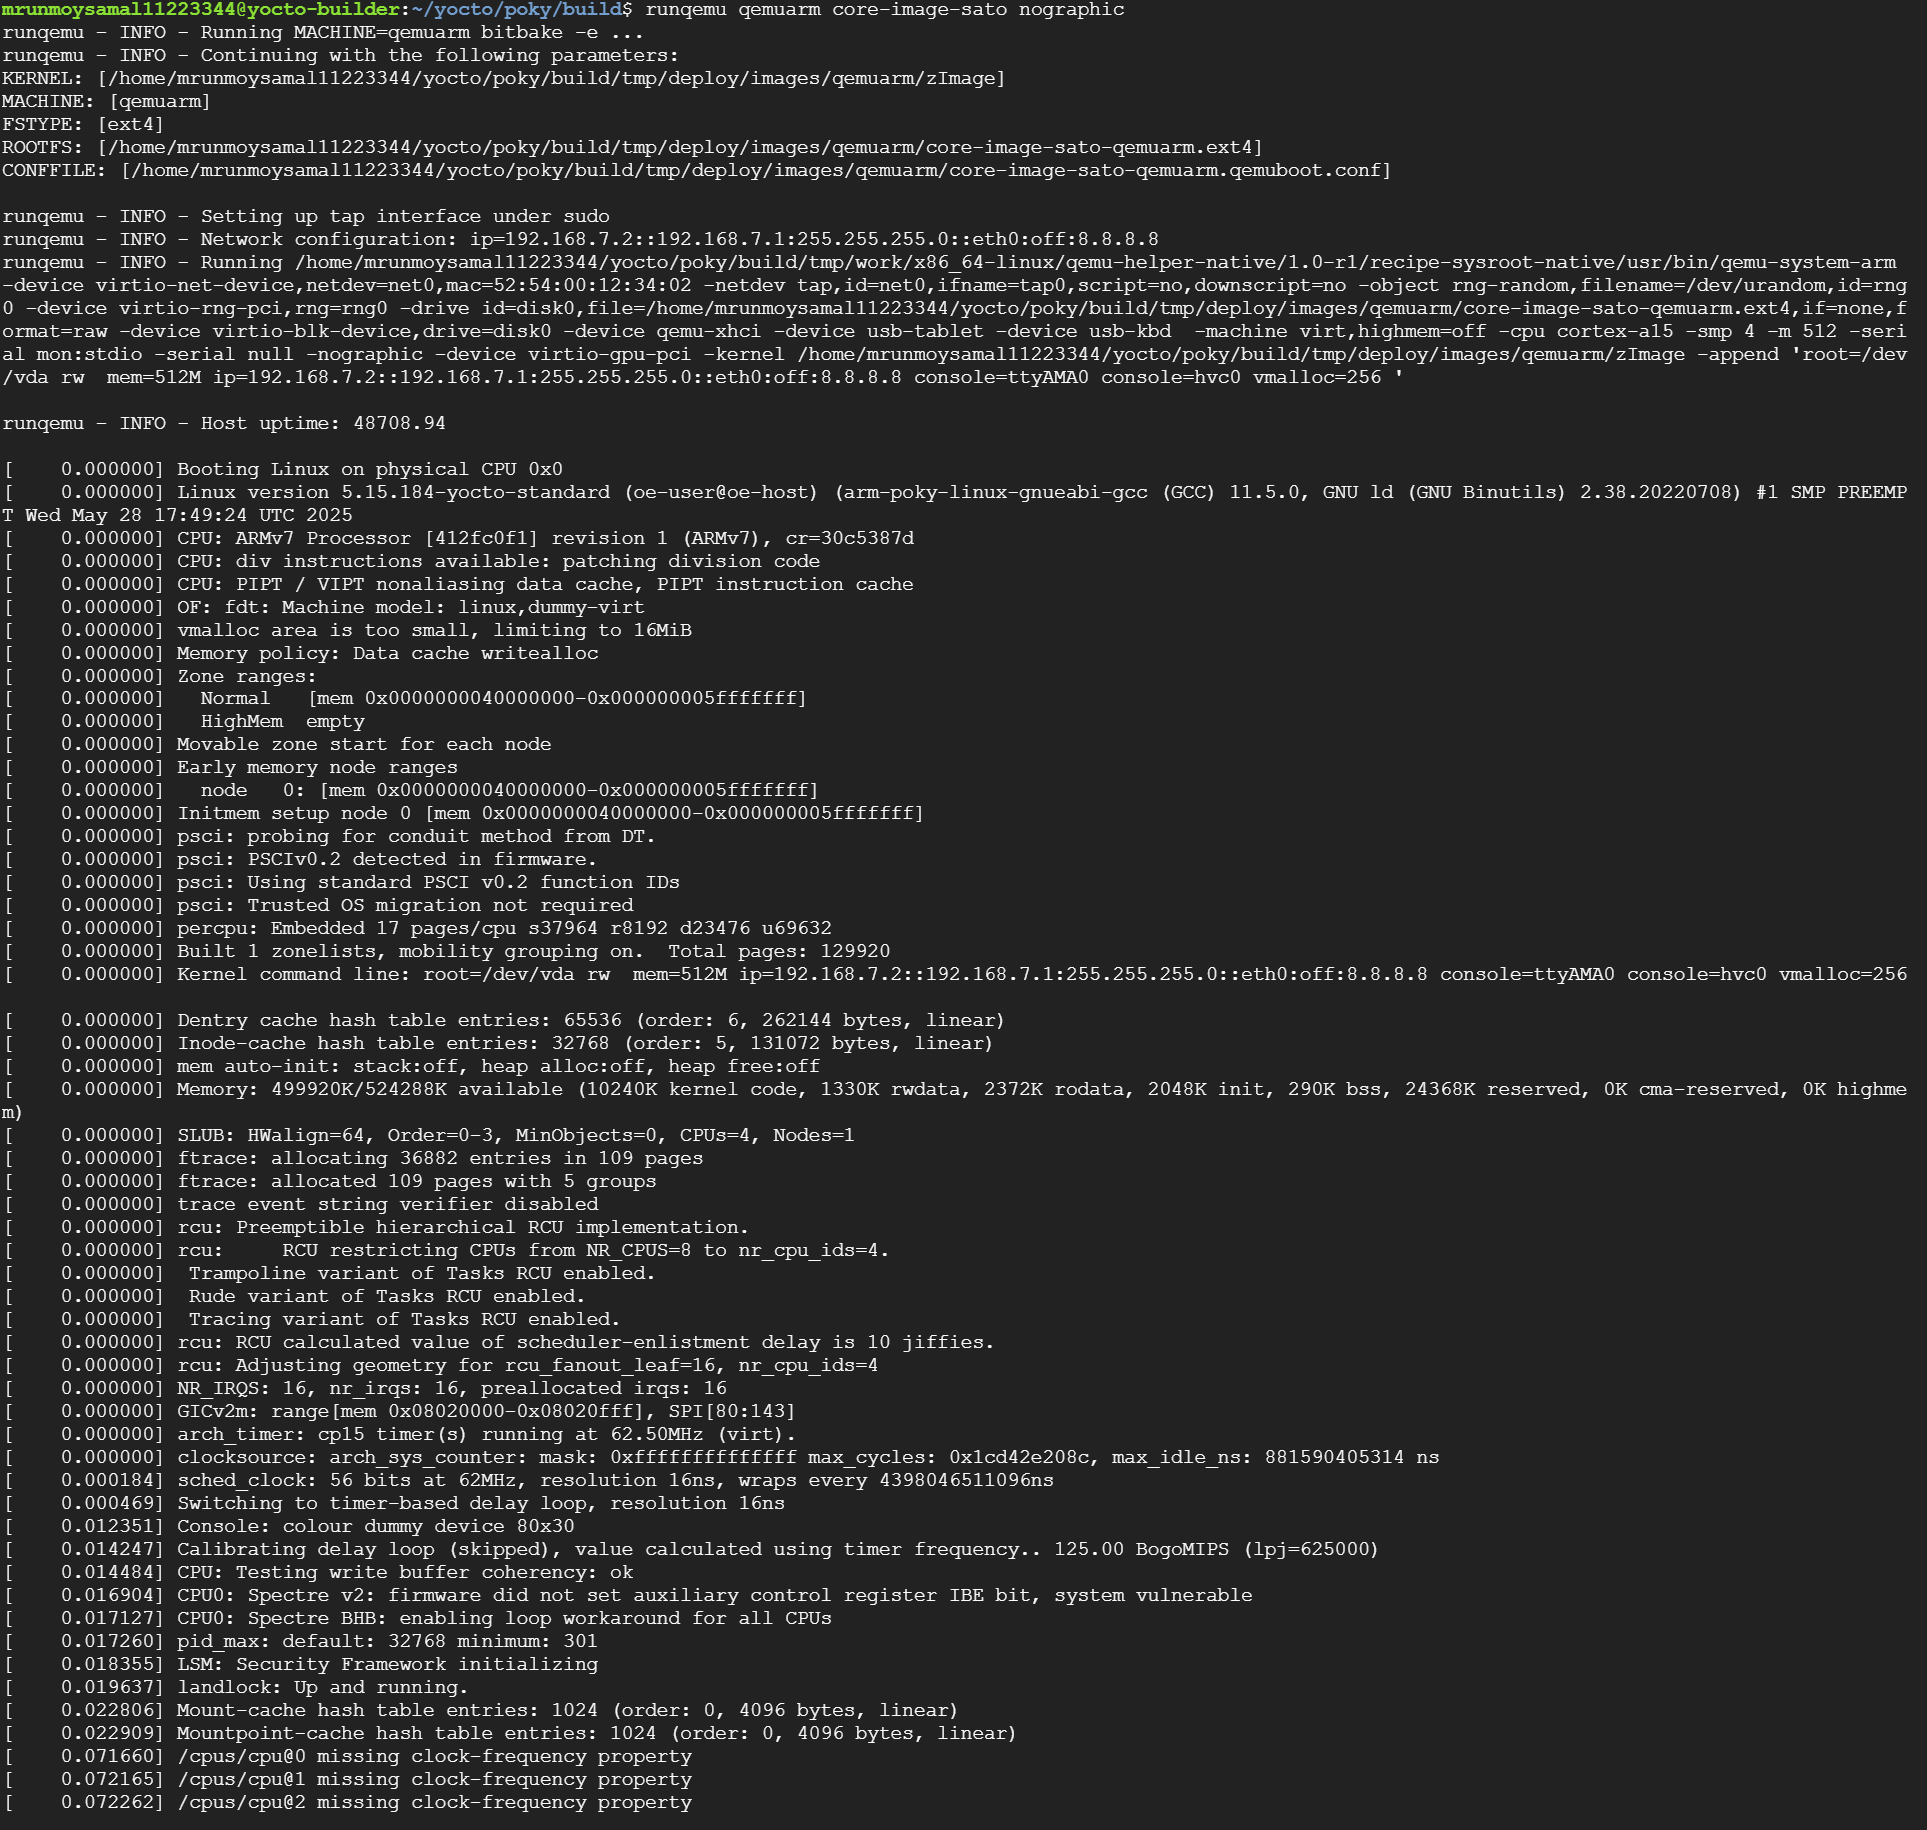 mrunmoysamal11223344@yocto-builder:~/yocto/poky/build$ runqemu qemuarm core-image-sato nographic
runqemu - INFO - Running MACHINE=qemuarm bitbake -e ...
runqemu - INFO - Continuing with the following parameters:
KERNEL: [/home/mrunmoysamal11223344/yocto/poky/build/tmp/deploy/images/qemuarm/zImage]
MACHINE: [qemuarm]
FSTYPE: [ext4]
ROOTFS: [/home/mrunmoysamal11223344/yocto/poky/build/tmp/deploy/images/qemuarm/core-image-sato-qemuarm.ext4]
CONFFILE: [/home/mrunmoysamal11223344/yocto/poky/build/tmp/deploy/images/qemuarm/core-image-sato-qemuarm.qemuboot.conf]
runqemu - INFO - Setting up tap interface under sudo
runqemu - INFO - Network configuration: ip=192.168.7.2::192.168.7.1:255.255.255.0::eth0:off:8.8.8.8
runqemu - INFO - Running /home/mrunmoysamal11223344/yocto/poky/build/tmp/work/x86_64-linux/qemu-helper-native/1.0-r1/recipe-sysroot-native/usr/bin/qemu-system-arm
-device virtio-net-device,netdev=net0,mac=52:54:00:12:34:02 -netdev tap,id=net0,ifname=tap0,script=no,downscript=no -object rng-random,filename=/dev/urandom,id=rng
0 -device virtio-rng-pci,rng=rng0 -drive id=disk0,file=/home/mrunmoysamal11223344/yocto/poky/build/tmp/deploy/images/qemuarm/core-image-sato-qemuarm.ext4,if=none,f
ormat=raw -device virtio-blk-device,drive=disk0 -device qemu-xhci -device usb-tablet -device usb-kbd  -machine virt,highmem=off -cpu cortex-a15 -smp 4 -m 512 -seri
al mon:stdio -serial null -nographic -device virtio-gpu-pci -kernel /home/mrunmoysamal11223344/yocto/poky/build/tmp/deploy/images/qemuarm/zImage -append 'root=/dev
/vda rw  mem=512M ip=192.168.7.2::192.168.7.1:255.255.255.0::eth0:off:8.8.8.8 console=ttyAMA0 console=hvc0 vmalloc=256 '
runqemu - INFO - Host uptime: 48708.94
[    0.000000] Booting Linux on physical CPU 0x0
[    0.000000] Linux version 5.15.184-yocto-standard (oe-user@oe-host) (arm-poky-linux-gnueabi-gcc (GCC) 11.5.0, GNU ld (GNU Binutils) 2.38.20220708) #1 SMP PREEMP
T Wed May 28 17:49:24 UTC 2025
[    0.000000] CPU: ARMv7 Processor [412fc0f1] revision 1 (ARMv7), cr=30c5387d
[    0.000000] CPU: div instructions available: patching division code
[    0.000000] CPU: PIPT / VIPT nonaliasing data cache, PIPT instruction cache
[    0.000000] OF: fdt: Machine model: linux,dummy-virt
[    0.000000] vmalloc area is too small, limiting to 16MiB
[    0.000000] Memory policy: Data cache writealloc
[    0.000000] Zone ranges:
[    0.000000]   Normal   [mem 0x0000000040000000-0x000000005fffffff]
[    0.000000]   HighMem  empty
[    0.000000] Movable zone start for each node
[    0.000000] Early memory node ranges
[    0.000000]   node   0: [mem 0x0000000040000000-0x000000005fffffff]
[    0.000000] Initmem setup node 0 [mem 0x0000000040000000-0x000000005fffffff]
[    0.000000] psci: probing for conduit method from DT.
[    0.000000] psci: PSCIv0.2 detected in firmware.
[    0.000000] psci: Using standard PSCI v0.2 function IDs
[    0.000000] psci: Trusted OS migration not required
[    0.000000] percpu: Embedded 17 pages/cpu s37964 r8192 d23476 u69632
[    0.000000] Built 1 zonelists, mobility grouping on.  Total pages: 129920
[    0.000000] Kernel command line: root=/dev/vda rw  mem=512M ip=192.168.7.2::192.168.7.1:255.255.255.0::eth0:off:8.8.8.8 console=ttyAMA0 console=hvc0 vmalloc=256
[    0.000000] Dentry cache hash table entries: 65536 (order: 6, 262144 bytes, linear)
[    0.000000] Inode-cache hash table entries: 32768 (order: 5, 131072 bytes, linear)
[    0.000000] mem auto-init: stack:off, heap alloc:off, heap free:off
[    0.000000] Memory: 499920K/524288K available (10240K kernel code, 1330K rwdata, 2372K rodata, 2048K init, 290K bss, 24368K reserved, 0K cma-reserved, 0K highme
m)
[    0.000000] SLUB: HWalign=64, Order=0-3, MinObjects=0, CPUs=4, Nodes=1
[    0.000000] ftrace: allocating 36882 entries in 109 pages
[    0.000000] ftrace: allocated 109 pages with 5 groups
[    0.000000] trace event string verifier disabled
[    0.000000] rcu: Preemptible hierarchical RCU implementation.
[    0.000000] rcu:     RCU restricting CPUs from NR_CPUS=8 to nr_cpu_ids=4.
[    0.000000]  Trampoline variant of Tasks RCU enabled.
[    0.000000]  Rude variant of Tasks RCU enabled.
[    0.000000]  Tracing variant of Tasks RCU enabled.
[    0.000000] rcu: RCU calculated value of scheduler-enlistment delay is 10 jiffies.
[    0.000000] rcu: Adjusting geometry for rcu_fanout_leaf=16, nr_cpu_ids=4
[    0.000000] NR_IRQS: 16, nr_irqs: 16, preallocated irqs: 16
[    0.000000] GICv2m: range[mem 0x08020000-0x08020fff], SPI[80:143]
[    0.000000] arch_timer: cp15 timer(s) running at 62.50MHz (virt).
[    0.000000] clocksource: arch_sys_counter: mask: 0xffffffffffffff max_cycles: 0x1cd42e208c, max_idle_ns: 881590405314 ns
[    0.000184] sched_clock: 56 bits at 62MHz, resolution 16ns, wraps every 4398046511096ns
[    0.000469] Switching to timer-based delay loop, resolution 16ns
[    0.012351] Console: colour dummy device 80x30
[    0.014247] Calibrating delay loop (skipped), value calculated using timer frequency.. 125.00 BogoMIPS (lpj=625000)
[    0.014484] CPU: Testing write buffer coherency: ok
[    0.016904] CPU0: Spectre v2: firmware did not set auxiliary control register IBE bit, system vulnerable
[    0.017127] CPU0: Spectre BHB: enabling loop workaround for all CPUs
[    0.017260] pid_max: default: 32768 minimum: 301
[    0.018355] LSM: Security Framework initializing
[    0.019637] landlock: Up and running.
[    0.022806] Mount-cache hash table entries: 1024 (order: 0, 4096 bytes, linear)
[    0.022909] Mountpoint-cache hash table entries: 1024 (order: 0, 4096 bytes, linear)
[    0.071660] /cpus/cpu@0 missing clock-frequency property
[    0.072165] /cpus/cpu@1 missing clock-frequency property
[    0.072262] /cpus/cpu@2 missing clock-frequency property